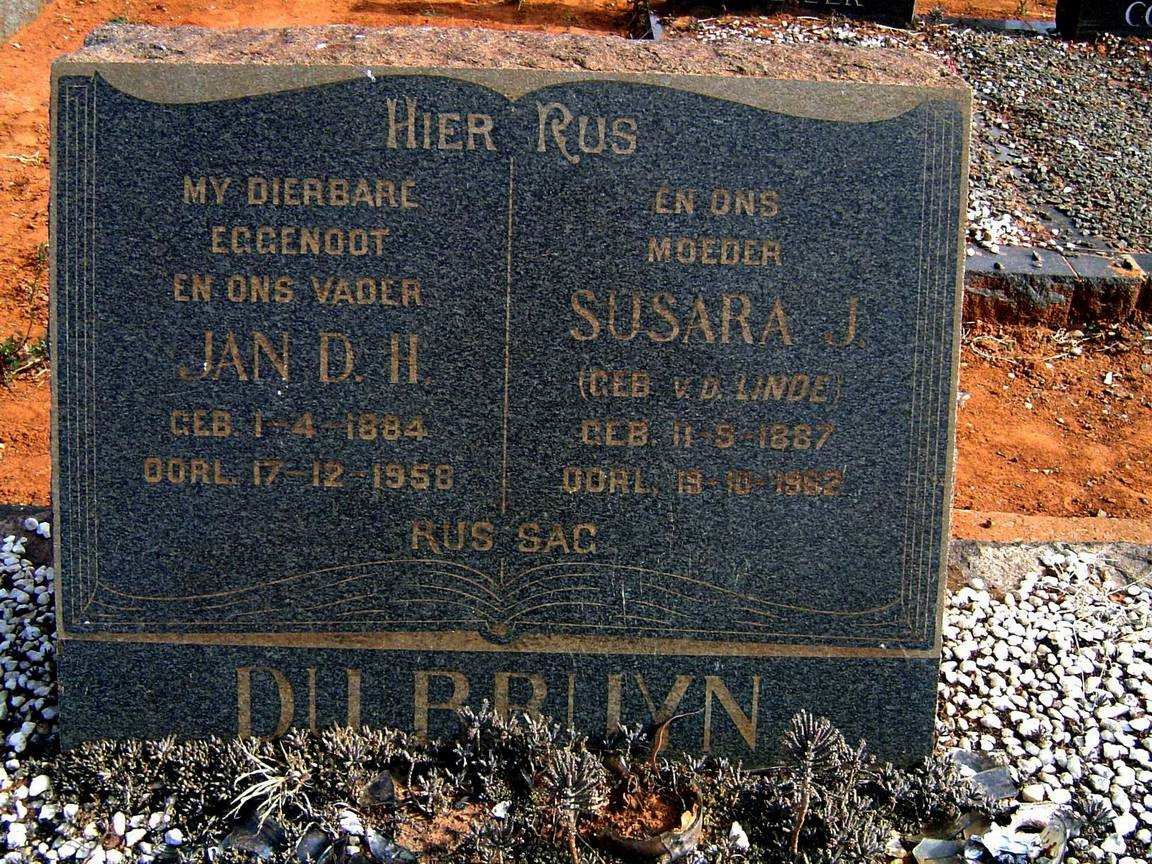 HIER RUS
MY DIERBARE
EGGENOOT
EN ONS VADER
JAN D. H.
GEB. 1-4-1884
OORL. 17-12-1958
EN ONS
MOEDER
SUSARA J.
(GEB V.D. LINDE)
GEB. 11-5-1887
OORL. 19-10-1962
RUS SAG
DU BRUYN